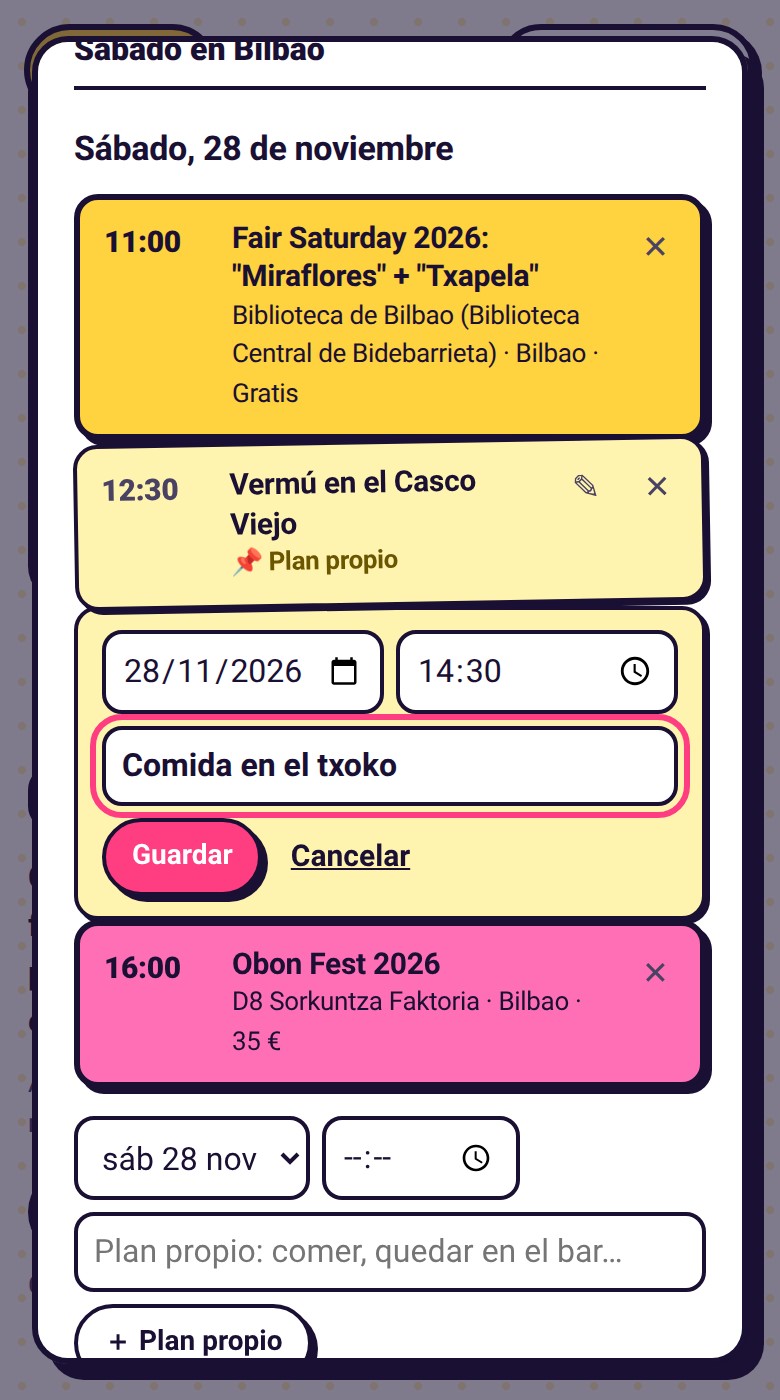 Sábado en Bilbao
Sábado, 28 de noviembre
11:00
Fair Saturday 2026:
"Miraflores" + "Txapela"
Biblioteca de Bilbao (Biblioteca
Central de Bidebarrieta) · Bilbao ·
Gratis
12:30
Vermú en el Casco
Viejo
📌 Plan propio
28/11/2026
14:30
Comida en el txoko
Guardar
Cancelar
16:00
Obon Fest 2026
D8 Sorkuntza Faktoria · Bilbao ·
35 €
sáb 28 nov
--:--
Plan propio: comer, quedar en el bar…
+ Plan propio